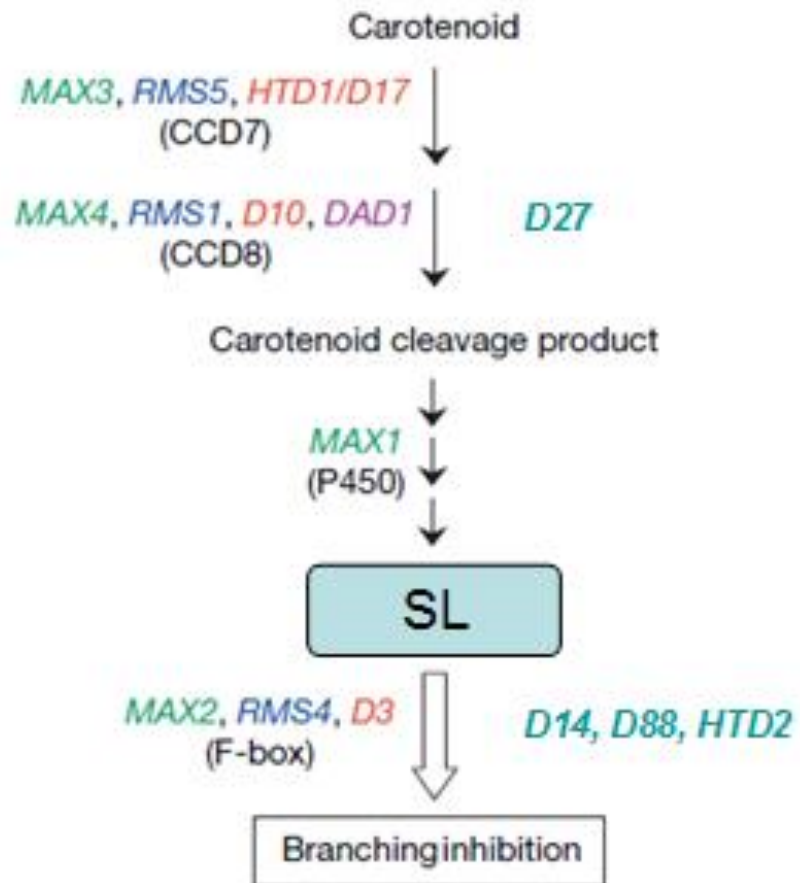 Carotenoid
MAX3, RMS5, HTD1/D17
(CCD7)
MAX4, RMS1, D10, DAD1
(CCD8)
D27
Carotenoid cleavage product
MAX1
(P450)
SL
MAX2, RMS4, D3
(F-box)
D14, D88, HTD2
Branching inhibition